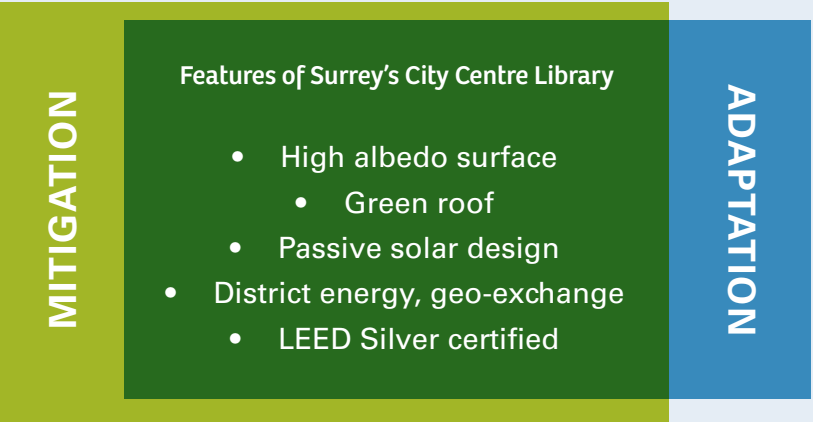 MITIGATION
Features of Surrey's City Centre Library
• High albedo surface
• Green roof
• Passive solar design
• District energy, geo-exchange
• LEED Silver certified
ADAPTATION